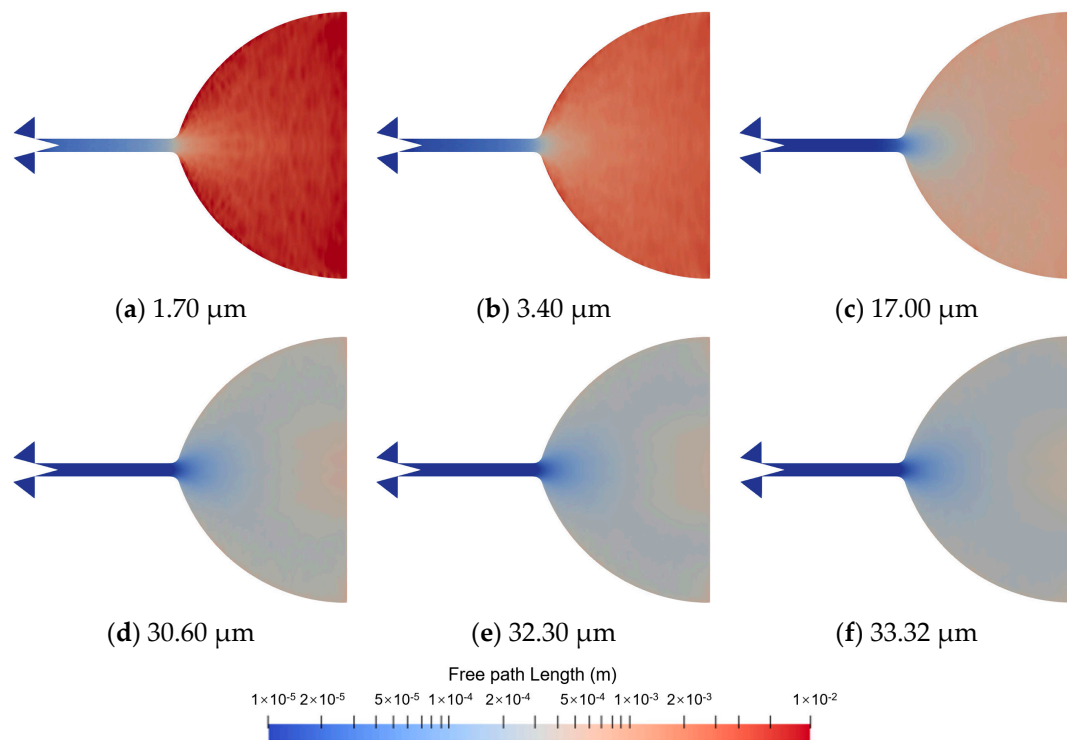 (a) 1.70 µm (b) 3.40 µm (c) 17.00 µm
(d) 30.60 µm (e) 32.30 µm (f) 33.32 µm
Free path Length (m)
1×10⁻⁵ 2×10⁻⁵ 5×10⁻⁵ 1×10⁻⁴ 2×10⁻⁴ 5×10⁻⁴ 1×10⁻³ 2×10⁻³ 1×10⁻²